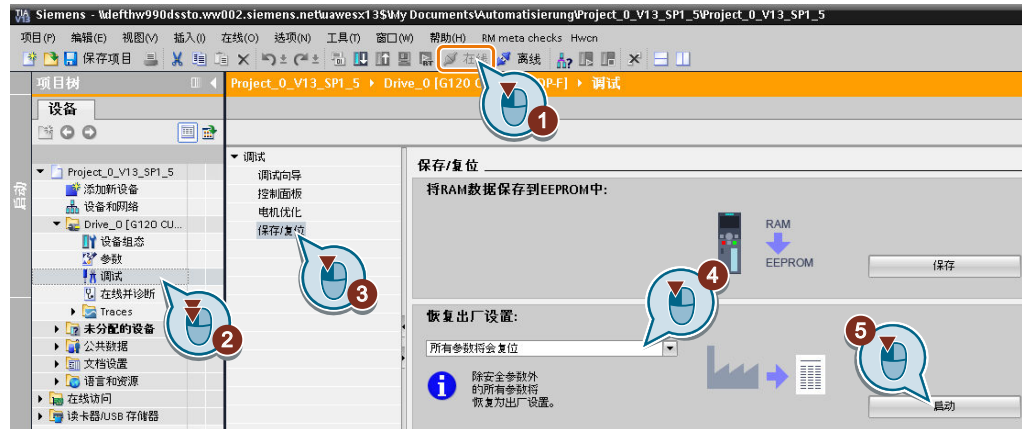 Siemens - \\defthw990dssto.ww002.siemens.net\uawesx13$\My Documents\Automatisierung\Project_0_V13_SP1_5\Project_0_V13_SP1_5
项目(P) 编辑(E) 视图(V) 插入(I) 在线(O) 选项(N) 工具(T) 窗口(W) 帮助(H) RM meta checks Hwcn
保存项目 在线 离线
项目树
Project_0_V13_SP1_5 ▸ Drive_0 [G120 DP-F] ▸ 调试
设备
1
Project_0_V13_SP1_5
添加新设备
设备和网络
Drive_0 [G120 CU...
设备组态
参数
调试
在线并诊断
Traces
未分配的设备
公共数据
文档设置
语言和资源
在线访问
读卡器/USB 存储器
2
调试
调试向导
控制面板
电机优化
保存/复位
3
保存/复位
将RAM数据保存到EEPROM中:
RAM
EEPROM
保存
4
恢复出厂设置:
所有参数将会复位
除安全参数外
的所有参数将
恢复为出厂设置。
5
启动